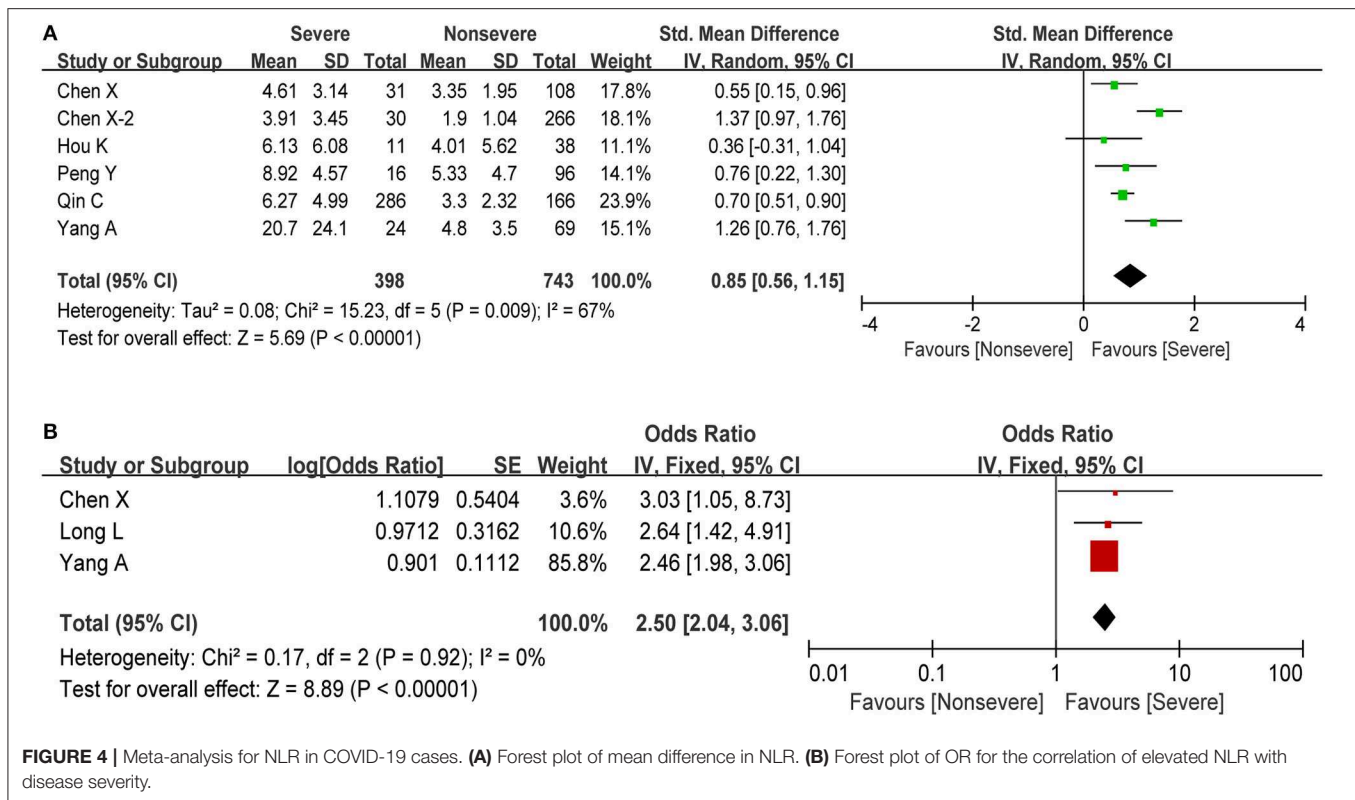 A
Severe Nonsevere Std. Mean Difference Std. Mean Difference
Study or Subgroup Mean SD Total Mean SD Total Weight IV, Random, 95% CI IV, Random, 95% CI
Chen X 4.61 3.14 31 3.35 1.95 108 17.8% 0.55 [0.15, 0.96]
Chen X-2 3.91 3.45 30 1.9 1.04 266 18.1% 1.37 [0.97, 1.76]
Hou K 6.13 6.08 11 4.01 5.62 38 11.1% 0.36 [-0.31, 1.04]
Peng Y 8.92 4.57 16 5.33 4.7 96 14.1% 0.76 [0.22, 1.30]
Qin C 6.27 4.99 286 3.3 2.32 166 23.9% 0.70 [0.51, 0.90]
Yang A 20.7 24.1 24 4.8 3.5 69 15.1% 1.26 [0.76, 1.76]
Total (95% CI) 398 743 100.0% 0.85 [0.56, 1.15]
Heterogeneity: Tau² = 0.08; Chi² = 15.23, df = 5 (P = 0.009); I² = 67%
Test for overall effect: Z = 5.69 (P < 0.00001)
-4 -2 0 2 4
Favours [Nonsevere] Favours [Severe]
B
Odds Ratio Odds Ratio
Study or Subgroup log[Odds Ratio] SE Weight IV, Fixed, 95% CI IV, Fixed, 95% CI
Chen X 1.1079 0.5404 3.6% 3.03 [1.05, 8.73]
Long L 0.9712 0.3162 10.6% 2.64 [1.42, 4.91]
Yang A 0.901 0.1112 85.8% 2.46 [1.98, 3.06]
Total (95% CI) 100.0% 2.50 [2.04, 3.06]
Heterogeneity: Chi² = 0.17, df = 2 (P = 0.92); I² = 0%
Test for overall effect: Z = 8.89 (P < 0.00001)
0.01 0.1 1 10 100
Favours [Nonsevere] Favours [Severe]
FIGURE 4 | Meta-analysis for NLR in COVID-19 cases. (A) Forest plot of mean difference in NLR. (B) Forest plot of OR for the correlation of elevated NLR with
disease severity.